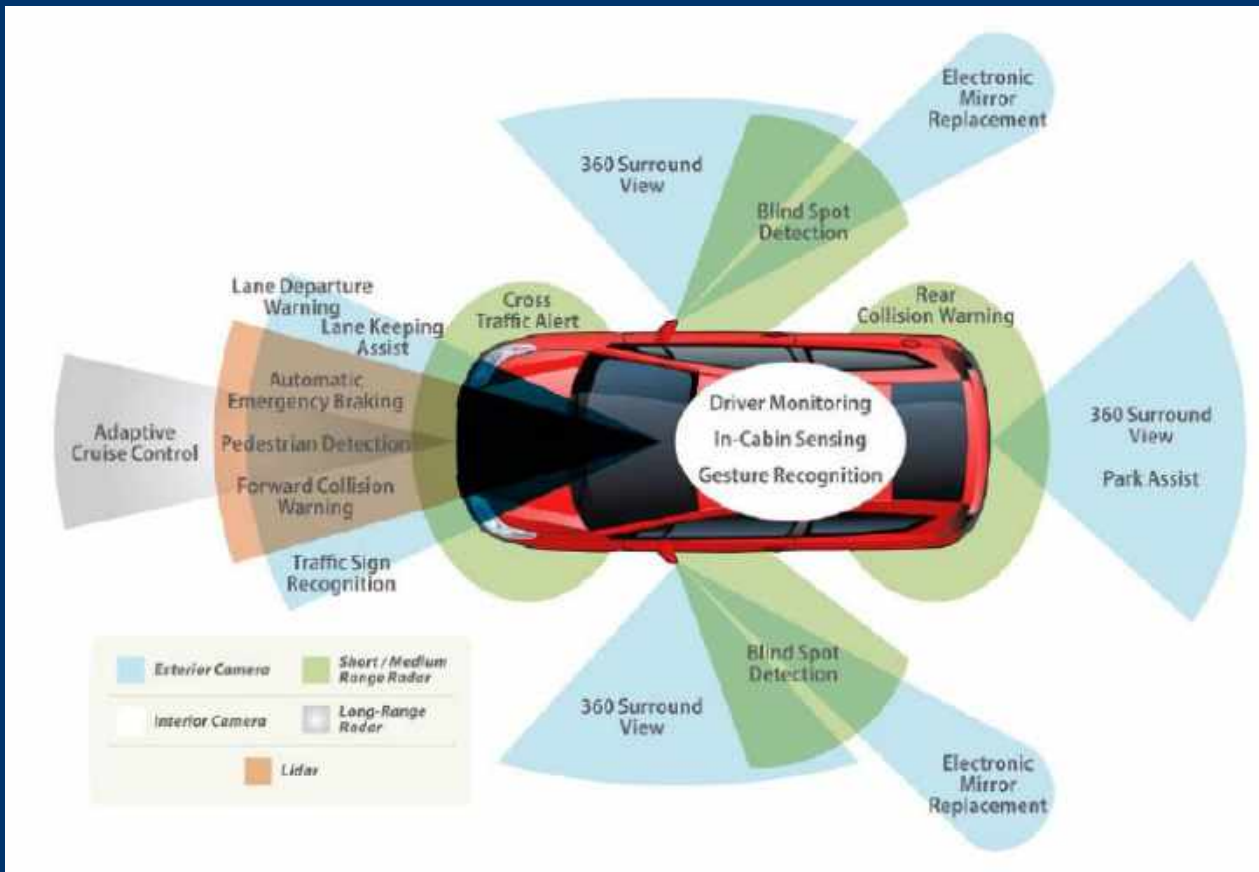 Electronic
Mirror
Replacement
360 Surround
View
Blind Spot
Detection
Lane Departure
Warning
Lane Keeping
Assist
Cross
Traffic Alert
Rear
Collision Warning
Automatic
Emergency Braking
Adaptive
Cruise Control
Pedestrian Detection
Forward Collision
Warning
Traffic Sign
Recognition
Driver Monitoring
In-Cabin Sensing
Gesture Recognition
360 Surround
View
Park Assist
Blind Spot
Detection
360 Surround
View
Electronic
Mirror
Replacement
Exterior Camera
Short / Medium
Range Radar
Interior Camera
Long-Range
Radar
Lidar